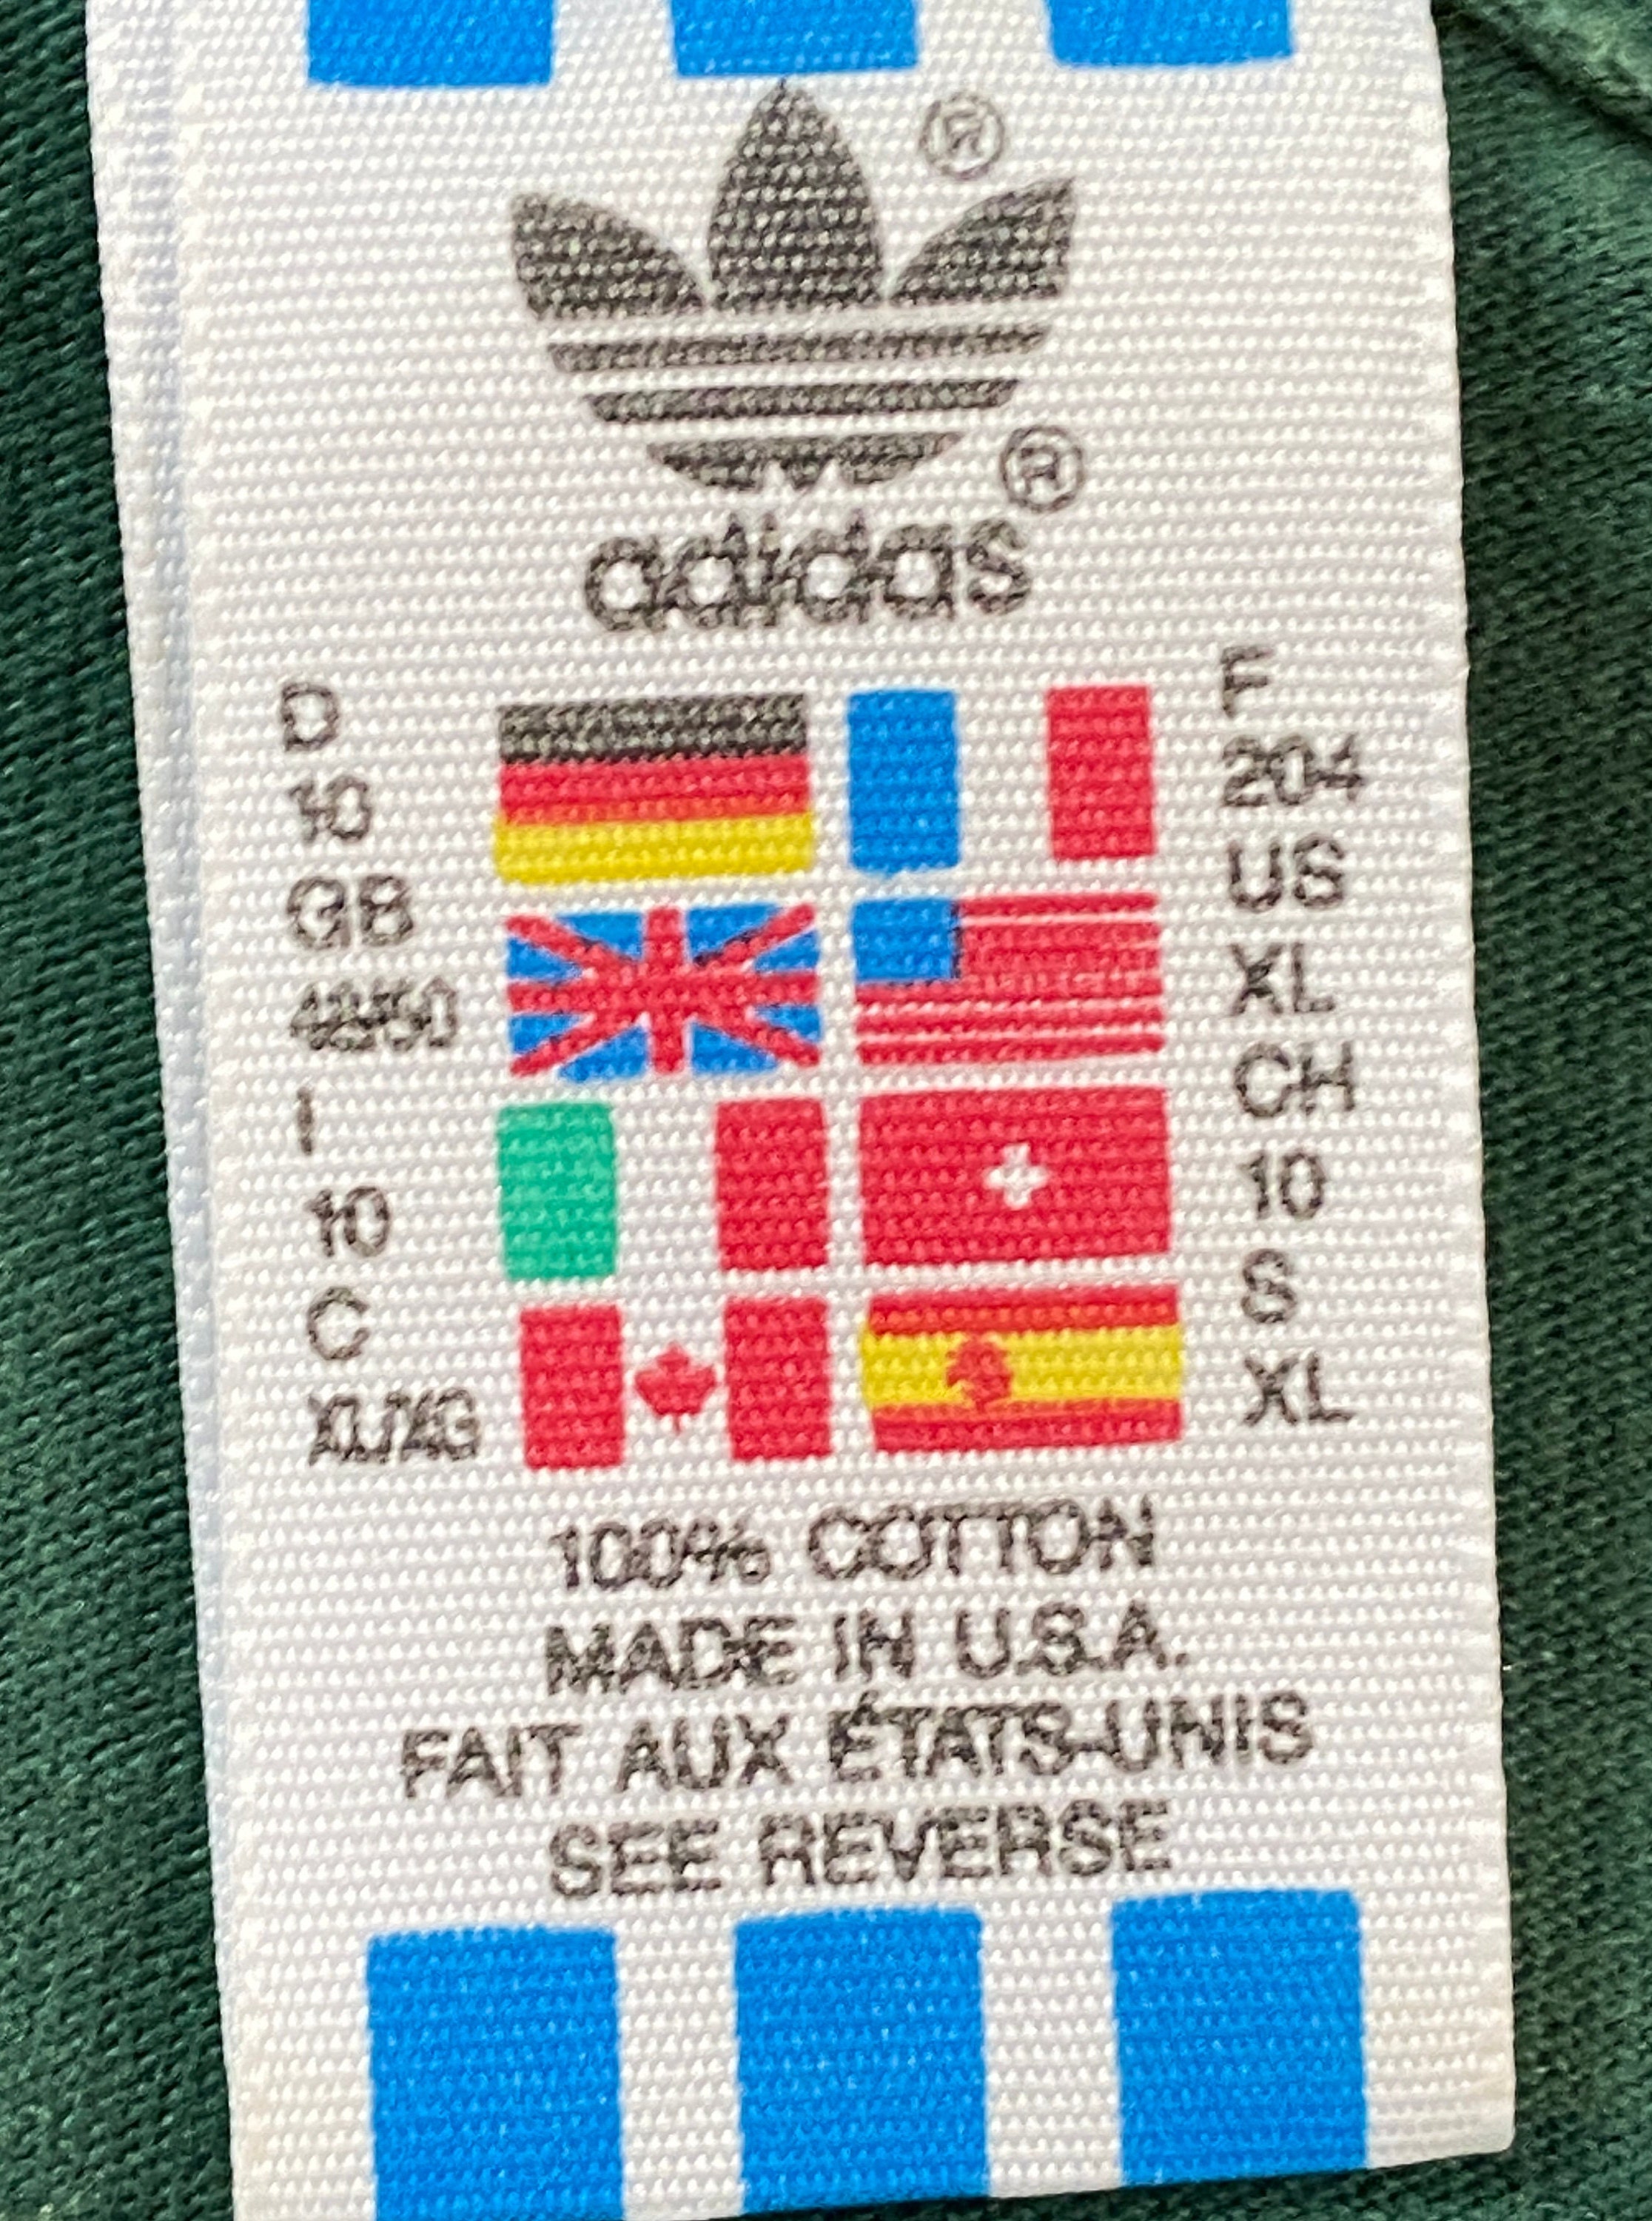 ®
®
adidas
D
10
GB
48/50
I
10
C
XL/XG
F
204
US
XL
CH
10
S
XL
100% COTTON
MADE IN U.S.A.
FAIT AUX ÉTATS-UNIS
SEE REVERSE